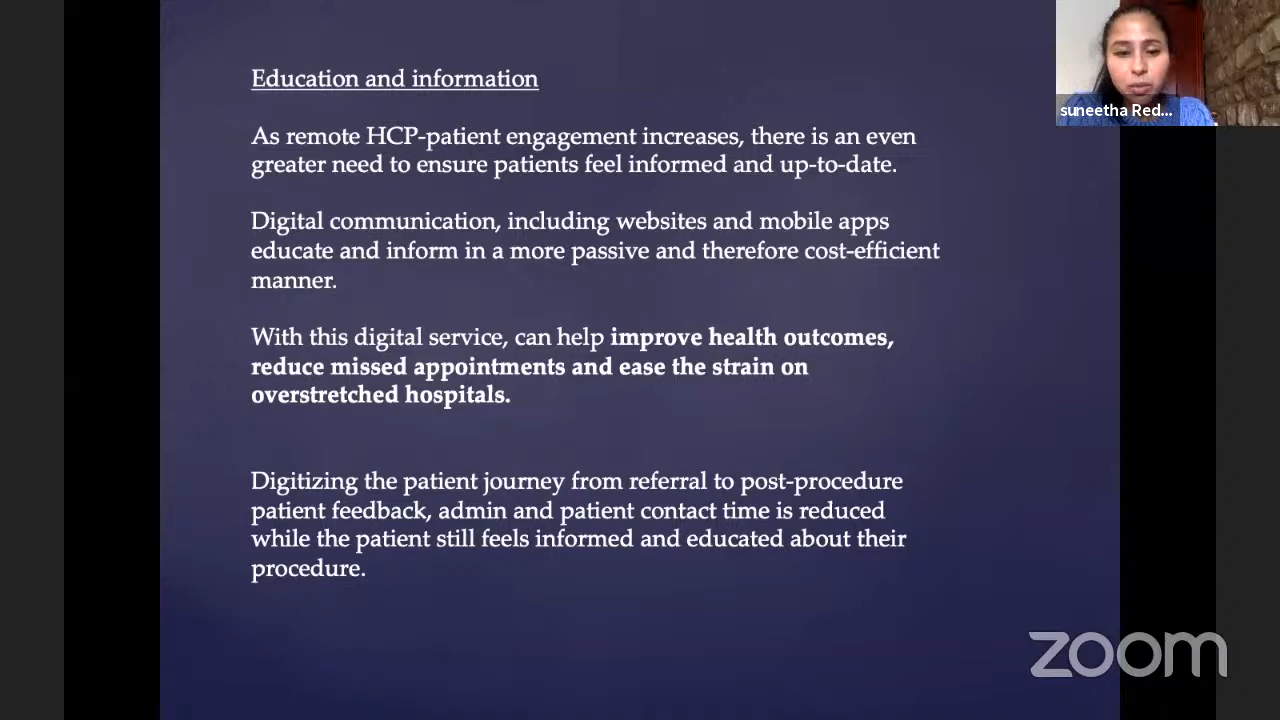 Education and information
As remote HCP-patient engagement increases, there is an even
greater need to ensure patients feel informed and up-to-date.
Digital communication, including websites and mobile apps
educate and inform in a more passive and therefore cost-efficient
manner.
With this digital service, can help improve health outcomes,
reduce missed appointments and ease the strain on
overstretched hospitals.
Digitizing the patient journey from referral to post-procedure
patient feedback, admin and patient contact time is reduced
while the patient still feels informed and educated about their
procedure.
suneetha Red...
zoom